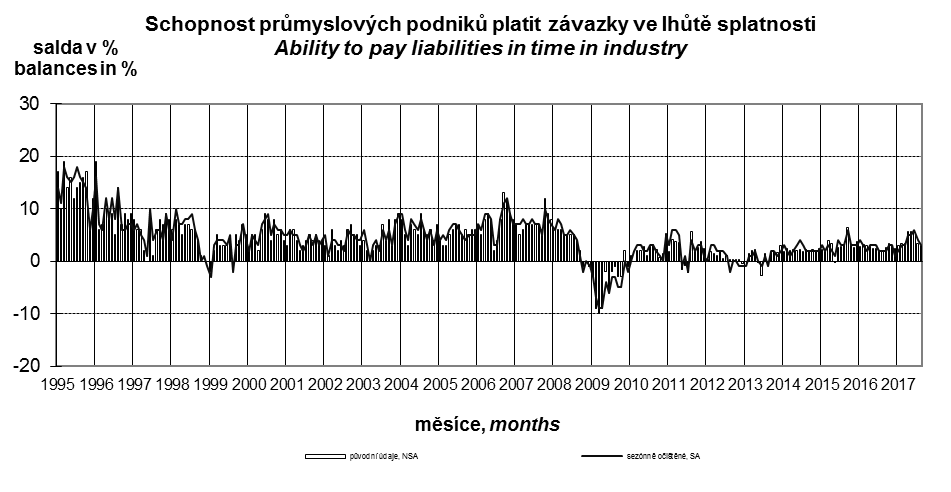 Schopnost průmyslových podniků platit závazky ve lhůtě splatnosti
Ability to pay liabilities in time in industry
salda v %
balances in %
30
20
10
0
-10
-20
1995 1996 1997 1998 1999 2000 2001 2002 2003 2004 2005 2006 2007 2008 2009 2010 2011 2012 2013 2014 2015 2016 2017
měsíce, months
původní údaje, NSA
sezónně očištěné, SA